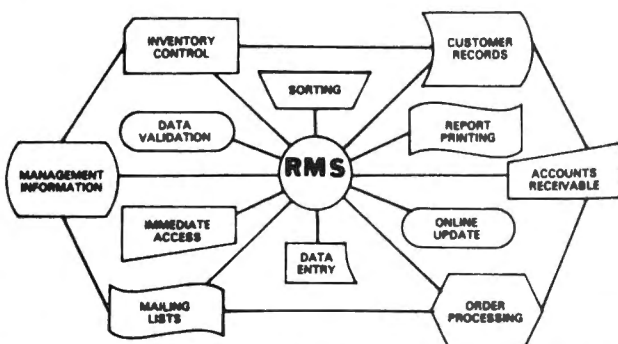 INVENTORY
CONTROL
CUSTOMER
RECORDS
SORTING
DATA
VALIDATION
REPORT
PRINTING
RMS
MANAGEMENT
INFORMATION
ACCOUNTS
RECEIVABLE
IMMEDIATE
ACCESS
ONLINE
UPDATE
DATA
ENTRY
MAILING
LISTS
ORDER
PROCESSING